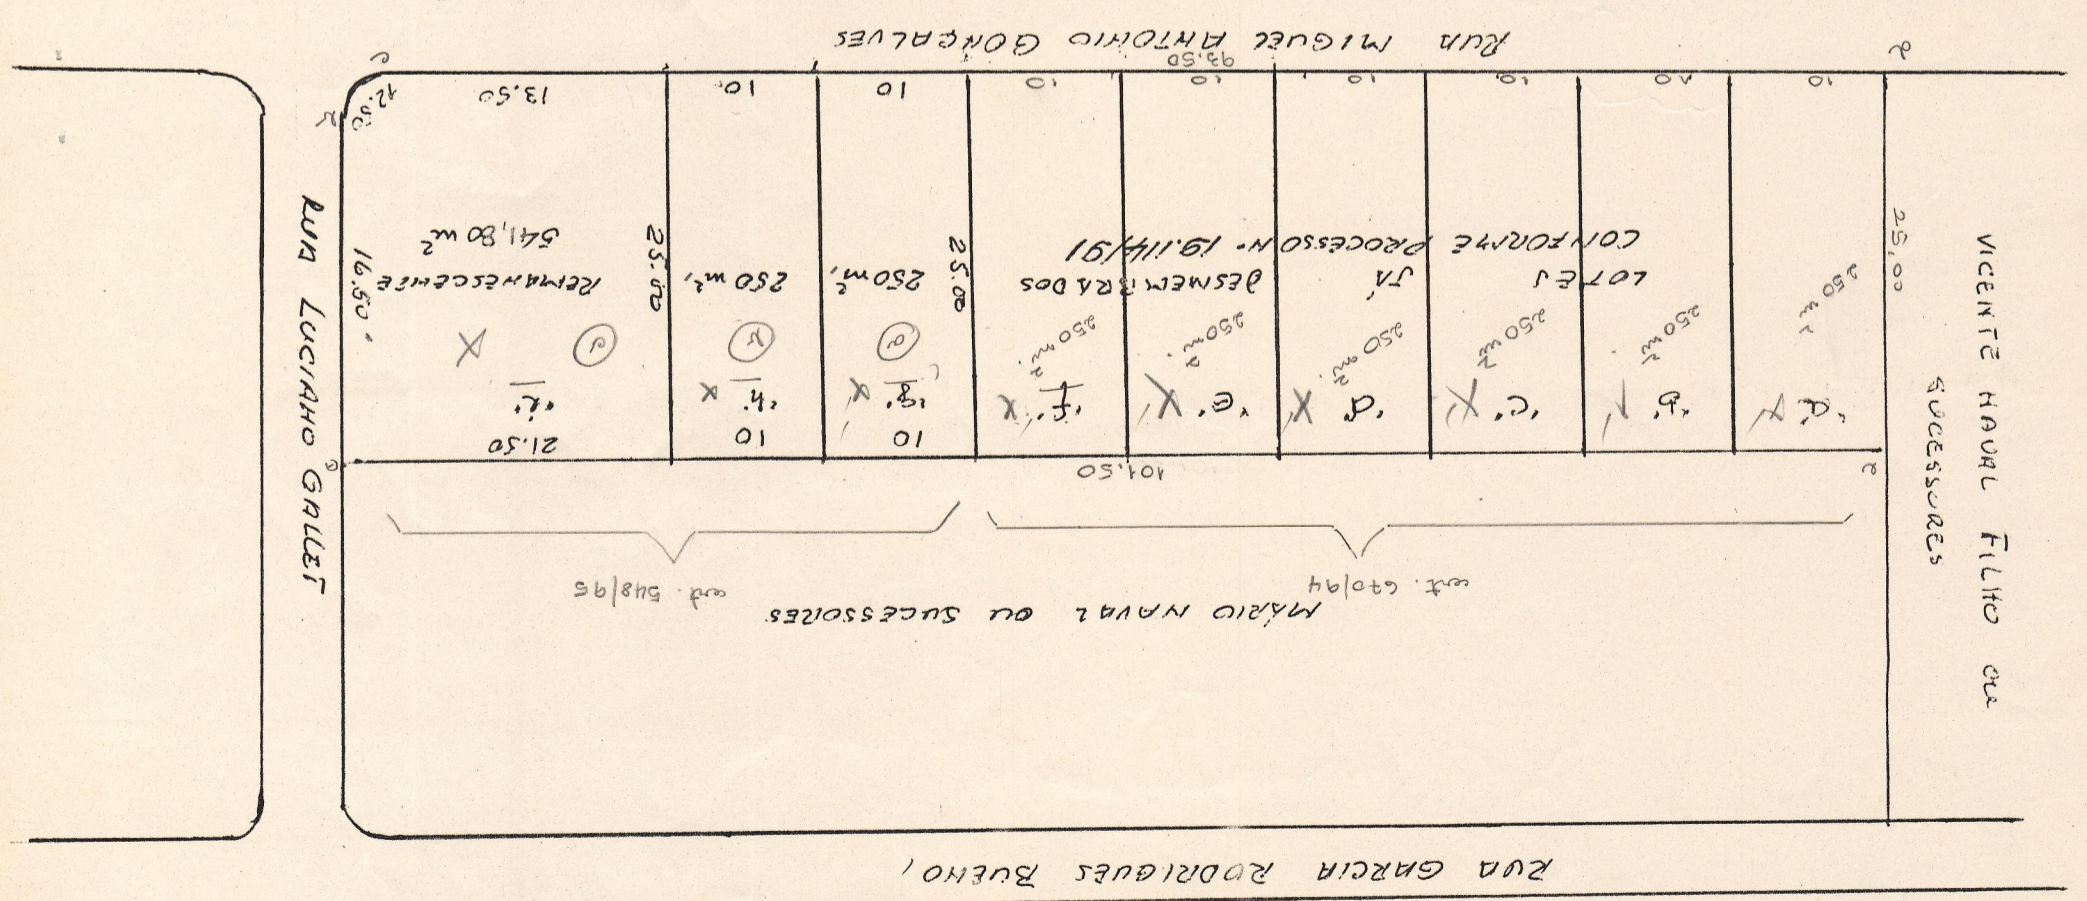 RUA GARCIA RODRIGUES BUENO
MÁRIO NAVAL OU SUCESSORES
cert. 670/94
cert. 548/95
101.50
"a"
"b"
"c"
"d"
"e"
"f"
"g"
"h"
"i"
10
10
21.50
250 m²
250 m²
250 m²
250 m²
250 m²
250 m²
250 m²
250 m²
REMANESCENTE
541,80 m²
LOTES JÁ DESMEMBRADOS
CONFORME PROCESSO Nº 19.114/91
25,00
25.00
25.00
16.50
12.50
10
10
10
10
10
10
10
10
13.50
93.50
RUA MIGUEL ANTONIO GONÇALVES
RUA LUCIANO GALLET
VICENTE NAVAL FILHO OU
SUCESSORES